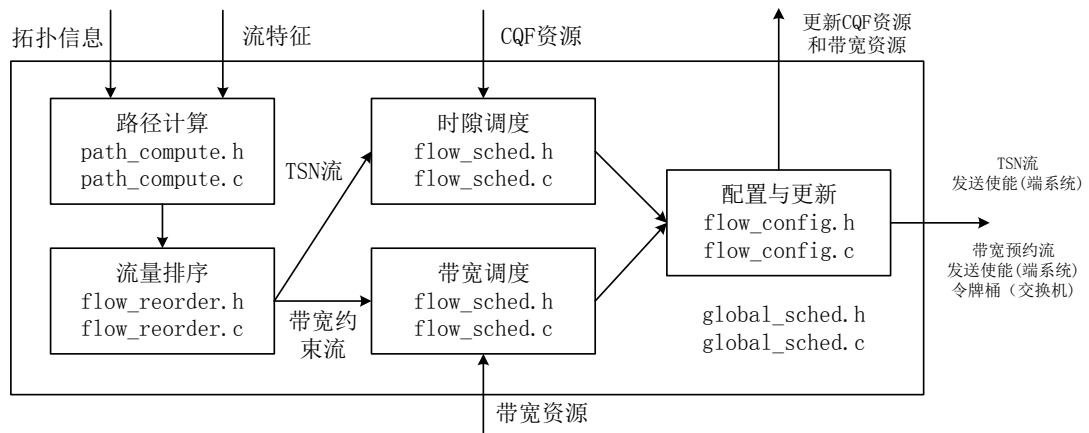 拓扑信息
流特征
CQF资源
更新CQF资源
和带宽资源
路径计算
path_compute.h
path_compute.c
TSN流
时隙调度
flow_sched.h
flow_sched.c
配置与更新
flow_config.h
flow_config.c
TSN流
发送使能(端系统)
流量排序
flow_reorder.h
flow_reorder.c
带宽约
束流
带宽调度
flow_sched.h
flow_sched.c
global_sched.h
global_sched.c
带宽预约流
发送使能(端系统)
令牌桶（交换机）
带宽资源